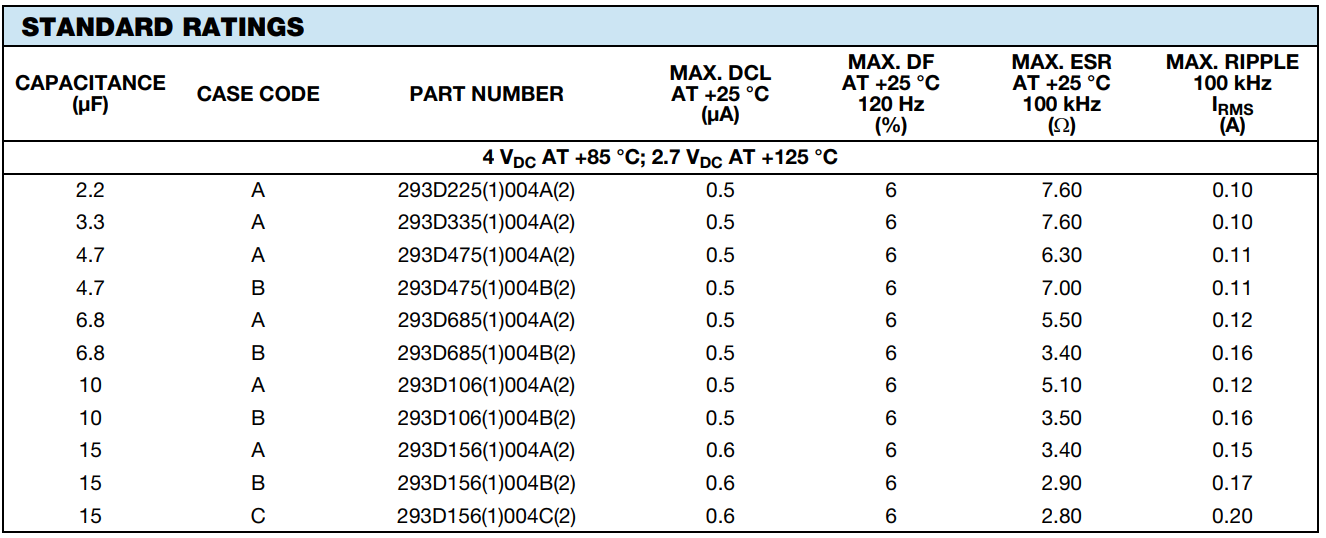 STANDARD RATINGS
CAPACITANCE (µF) CASE CODE PART NUMBER MAX. DCL AT +25 °C (µA) MAX. DF AT +25 °C 120 Hz (%) MAX. ESR AT +25 °C 100 kHz (Ω) MAX. RIPPLE 100 kHz IRMS (A)
4 VDC AT +85 °C; 2.7 VDC AT +125 °C
2.2 A 293D225(1)004A(2) 0.5 6 7.60 0.10
3.3 A 293D335(1)004A(2) 0.5 6 7.60 0.10
4.7 A 293D475(1)004A(2) 0.5 6 6.30 0.11
4.7 B 293D475(1)004B(2) 0.5 6 7.00 0.11
6.8 A 293D685(1)004A(2) 0.5 6 5.50 0.12
6.8 B 293D685(1)004B(2) 0.5 6 3.40 0.16
10 A 293D106(1)004A(2) 0.5 6 5.10 0.12
10 B 293D106(1)004B(2) 0.5 6 3.50 0.16
15 A 293D156(1)004A(2) 0.6 6 3.40 0.15
15 B 293D156(1)004B(2) 0.6 6 2.90 0.17
15 C 293D156(1)004C(2) 0.6 6 2.80 0.20